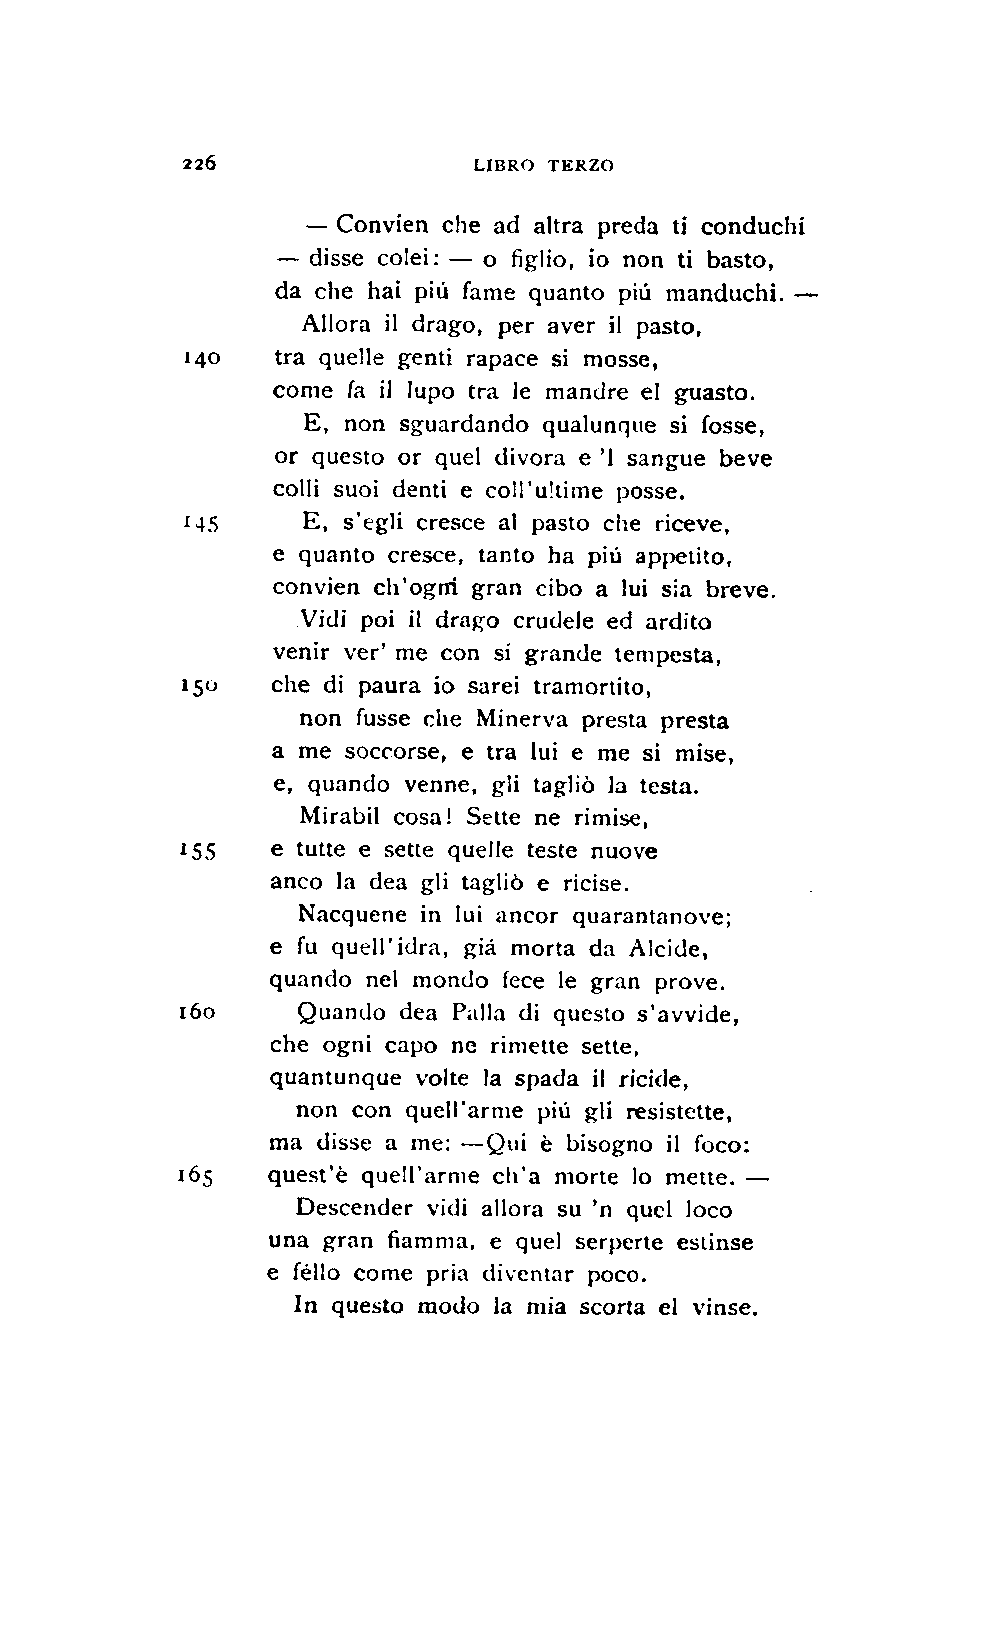 226 LIBRO TERZO
— Convien che ad altra preda ti conduchi
— disse colei: — o figlio, io non ti basto,
da che hai piú fame quanto piú manduchi. —
Allora il drago, per aver il pasto,
140 tra quelle genti rapace si mosse,
come fa il lupo tra le mandre el guasto.
E, non sguardando qualunque si fosse,
or questo or quel divora e 'l sangue beve
colli suoi denti e coll'ultime posse.
145 E, s'egli cresce al pasto che riceve,
e quanto cresce, tanto ha piú appetito,
convien ch'ogni gran cibo a lui sia breve.
Vidi poi il drago crudele ed ardito
venir ver' me con sí grande tempesta,
150 che di paura io sarei tramortito,
non fusse che Minerva presta presta
a me soccorse, e tra lui e me si mise,
e, quando venne, gli tagliò la testa.
Mirabil cosa! Sette ne rimise,
155 e tutte e sette quelle teste nuove
anco la dea gli tagliò e ricise.
Nacquene in lui ancor quarantanove;
e fu quell'idra, giá morta da Alcide,
quando nel mondo fece le gran prove.
160 Quando dea Palla di questo s'avvide,
che ogni capo ne rimette sette,
quantunque volte la spada il ricide,
non con quell'arme piú gli resistette,
ma disse a me: —Qui è bisogno il foco:
165 quest'è quell'arme ch'a morte lo mette. —
Descender vidi allora su 'n quel loco
una gran fiamma, e quel serperte estinse
e féllo come pria diventar poco.
In questo modo la mia scorta el vinse.